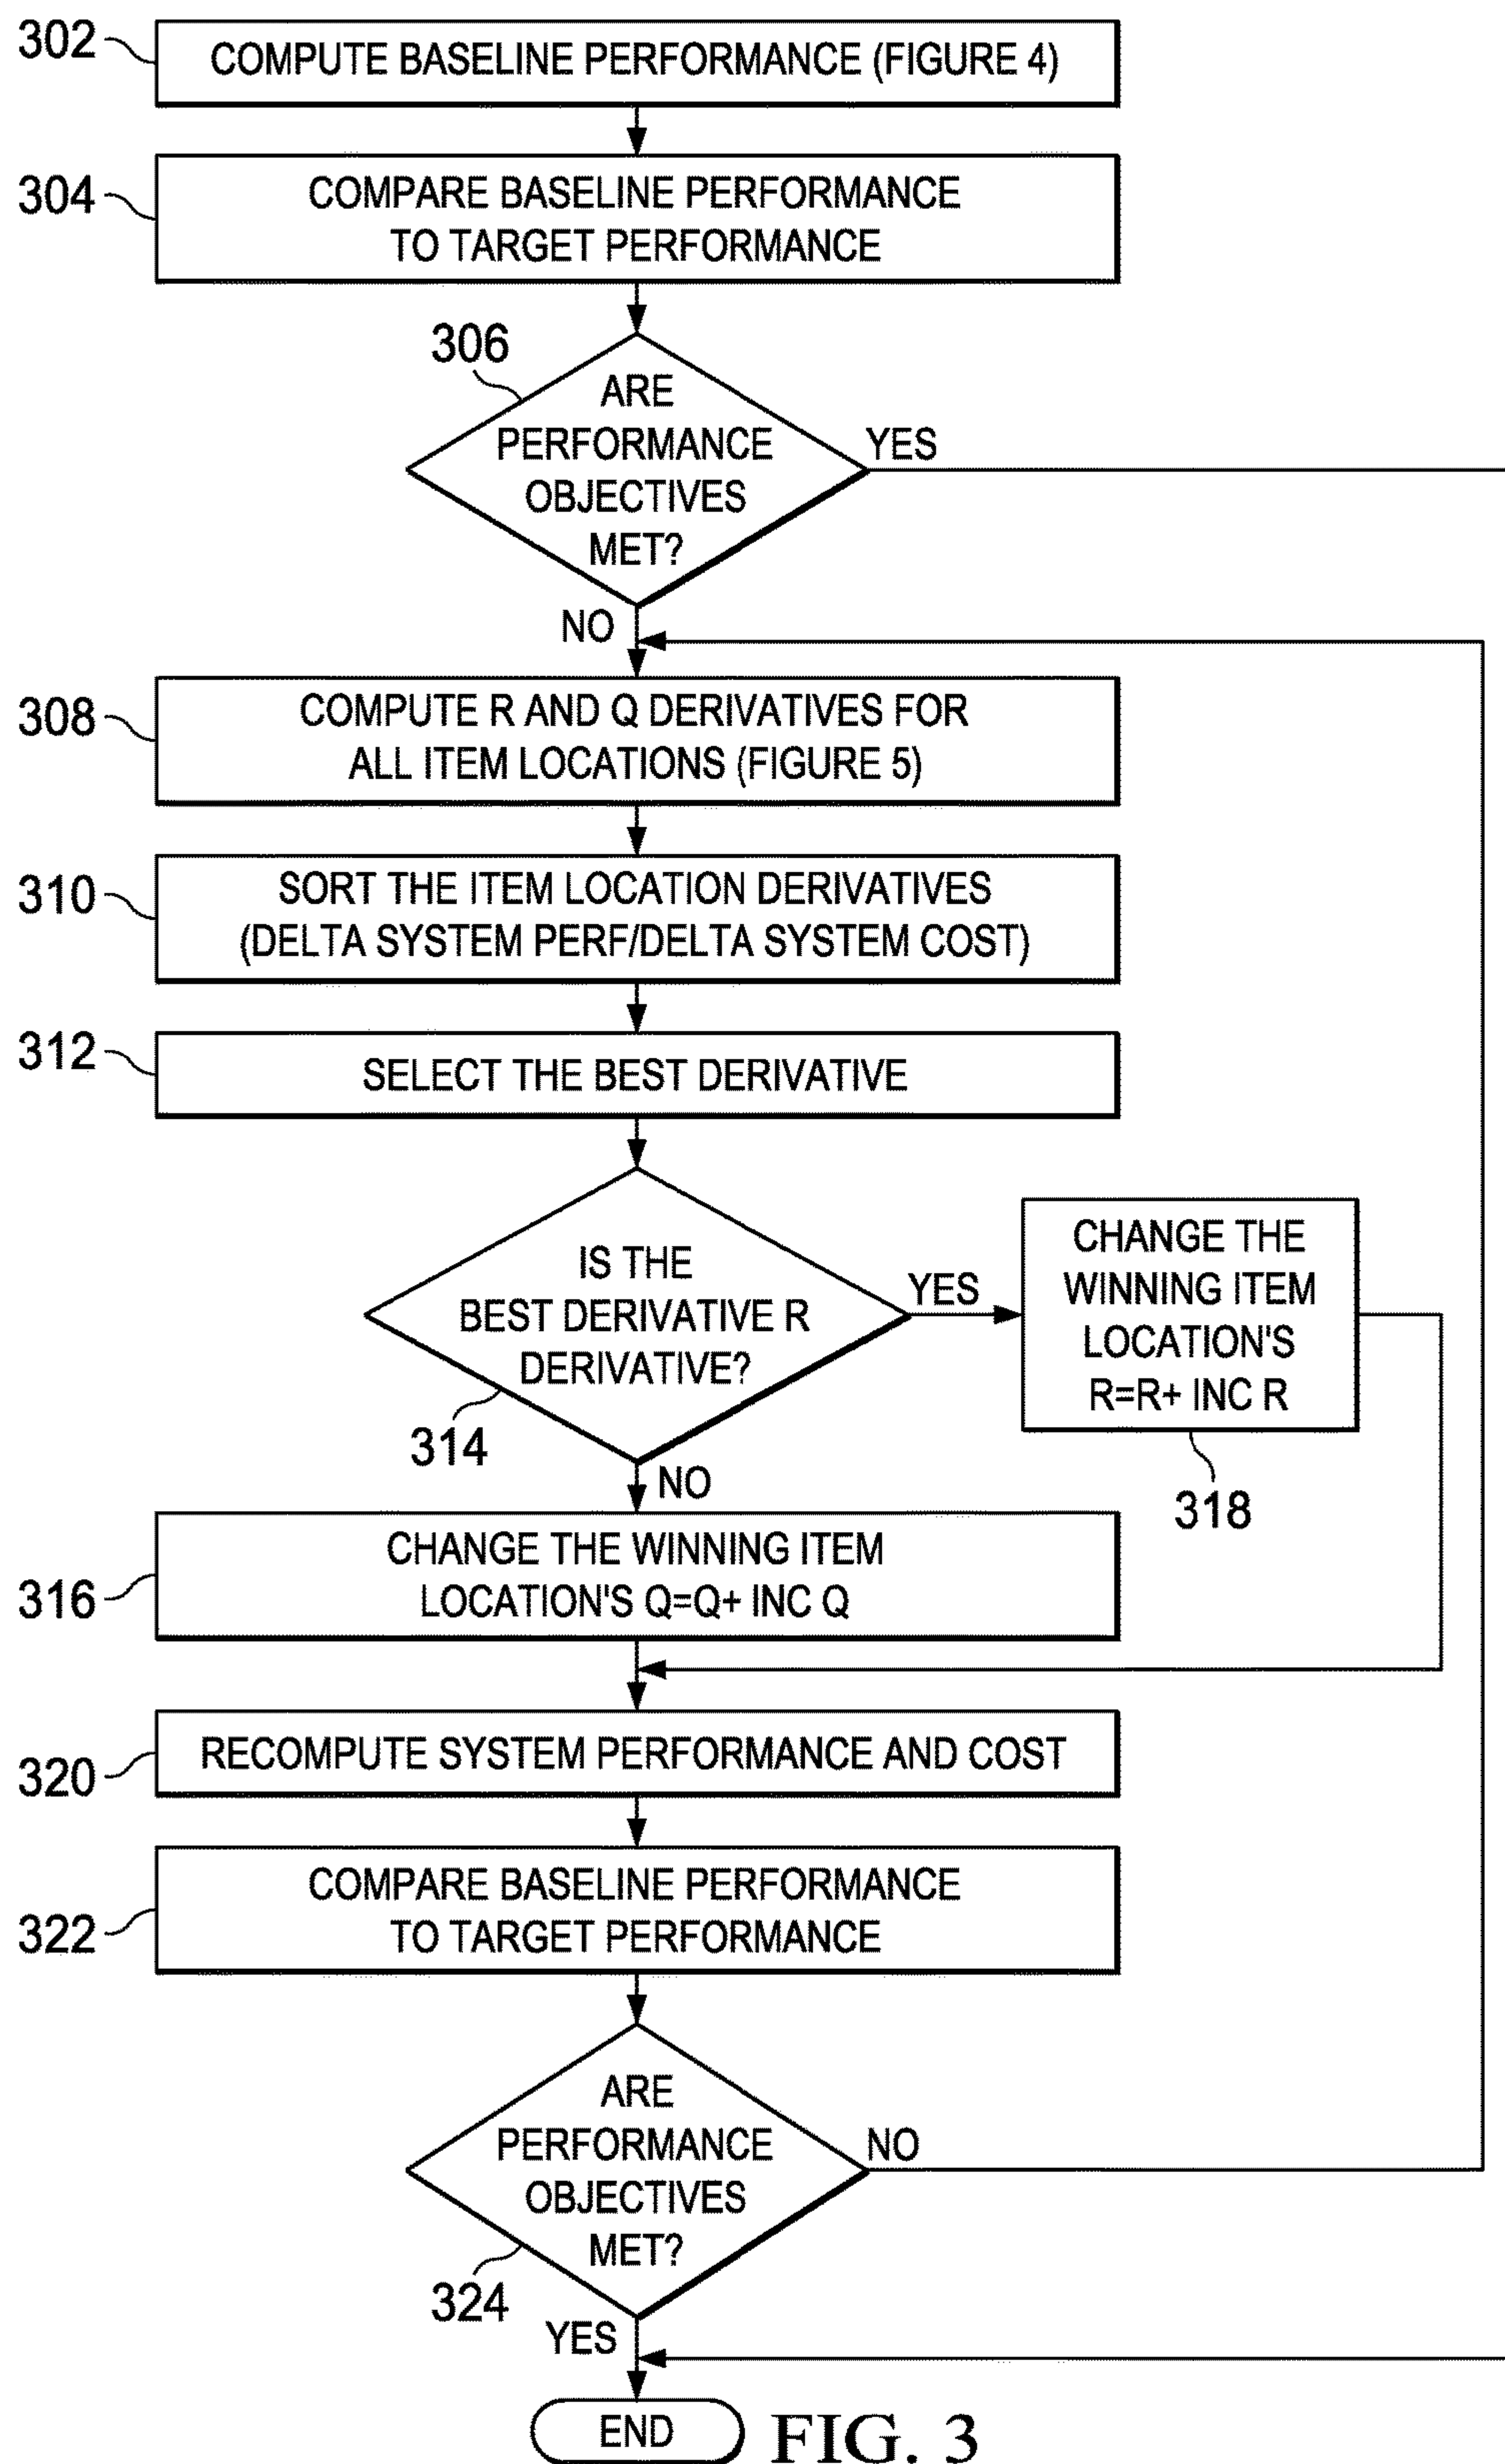 302
COMPUTE BASELINE PERFORMANCE (FIGURE 4)
304
COMPARE BASELINE PERFORMANCE
TO TARGET PERFORMANCE
306
ARE
PERFORMANCE
OBJECTIVES
MET?
YES
NO
308
COMPUTE R AND Q DERIVATIVES FOR
ALL ITEM LOCATIONS (FIGURE 5)
310
SORT THE ITEM LOCATION DERIVATIVES
(DELTA SYSTEM PERF/DELTA SYSTEM COST)
312
SELECT THE BEST DERIVATIVE
IS THE
BEST DERIVATIVE R
DERIVATIVE?
314
YES
CHANGE THE
WINNING ITEM
LOCATION'S
R=R+ INC R
318
NO
316
CHANGE THE WINNING ITEM
LOCATION'S Q=Q+ INC Q
320
RECOMPUTE SYSTEM PERFORMANCE AND COST
322
COMPARE BASELINE PERFORMANCE
TO TARGET PERFORMANCE
ARE
PERFORMANCE
OBJECTIVES
MET?
324
NO
YES
END
FIG. 3